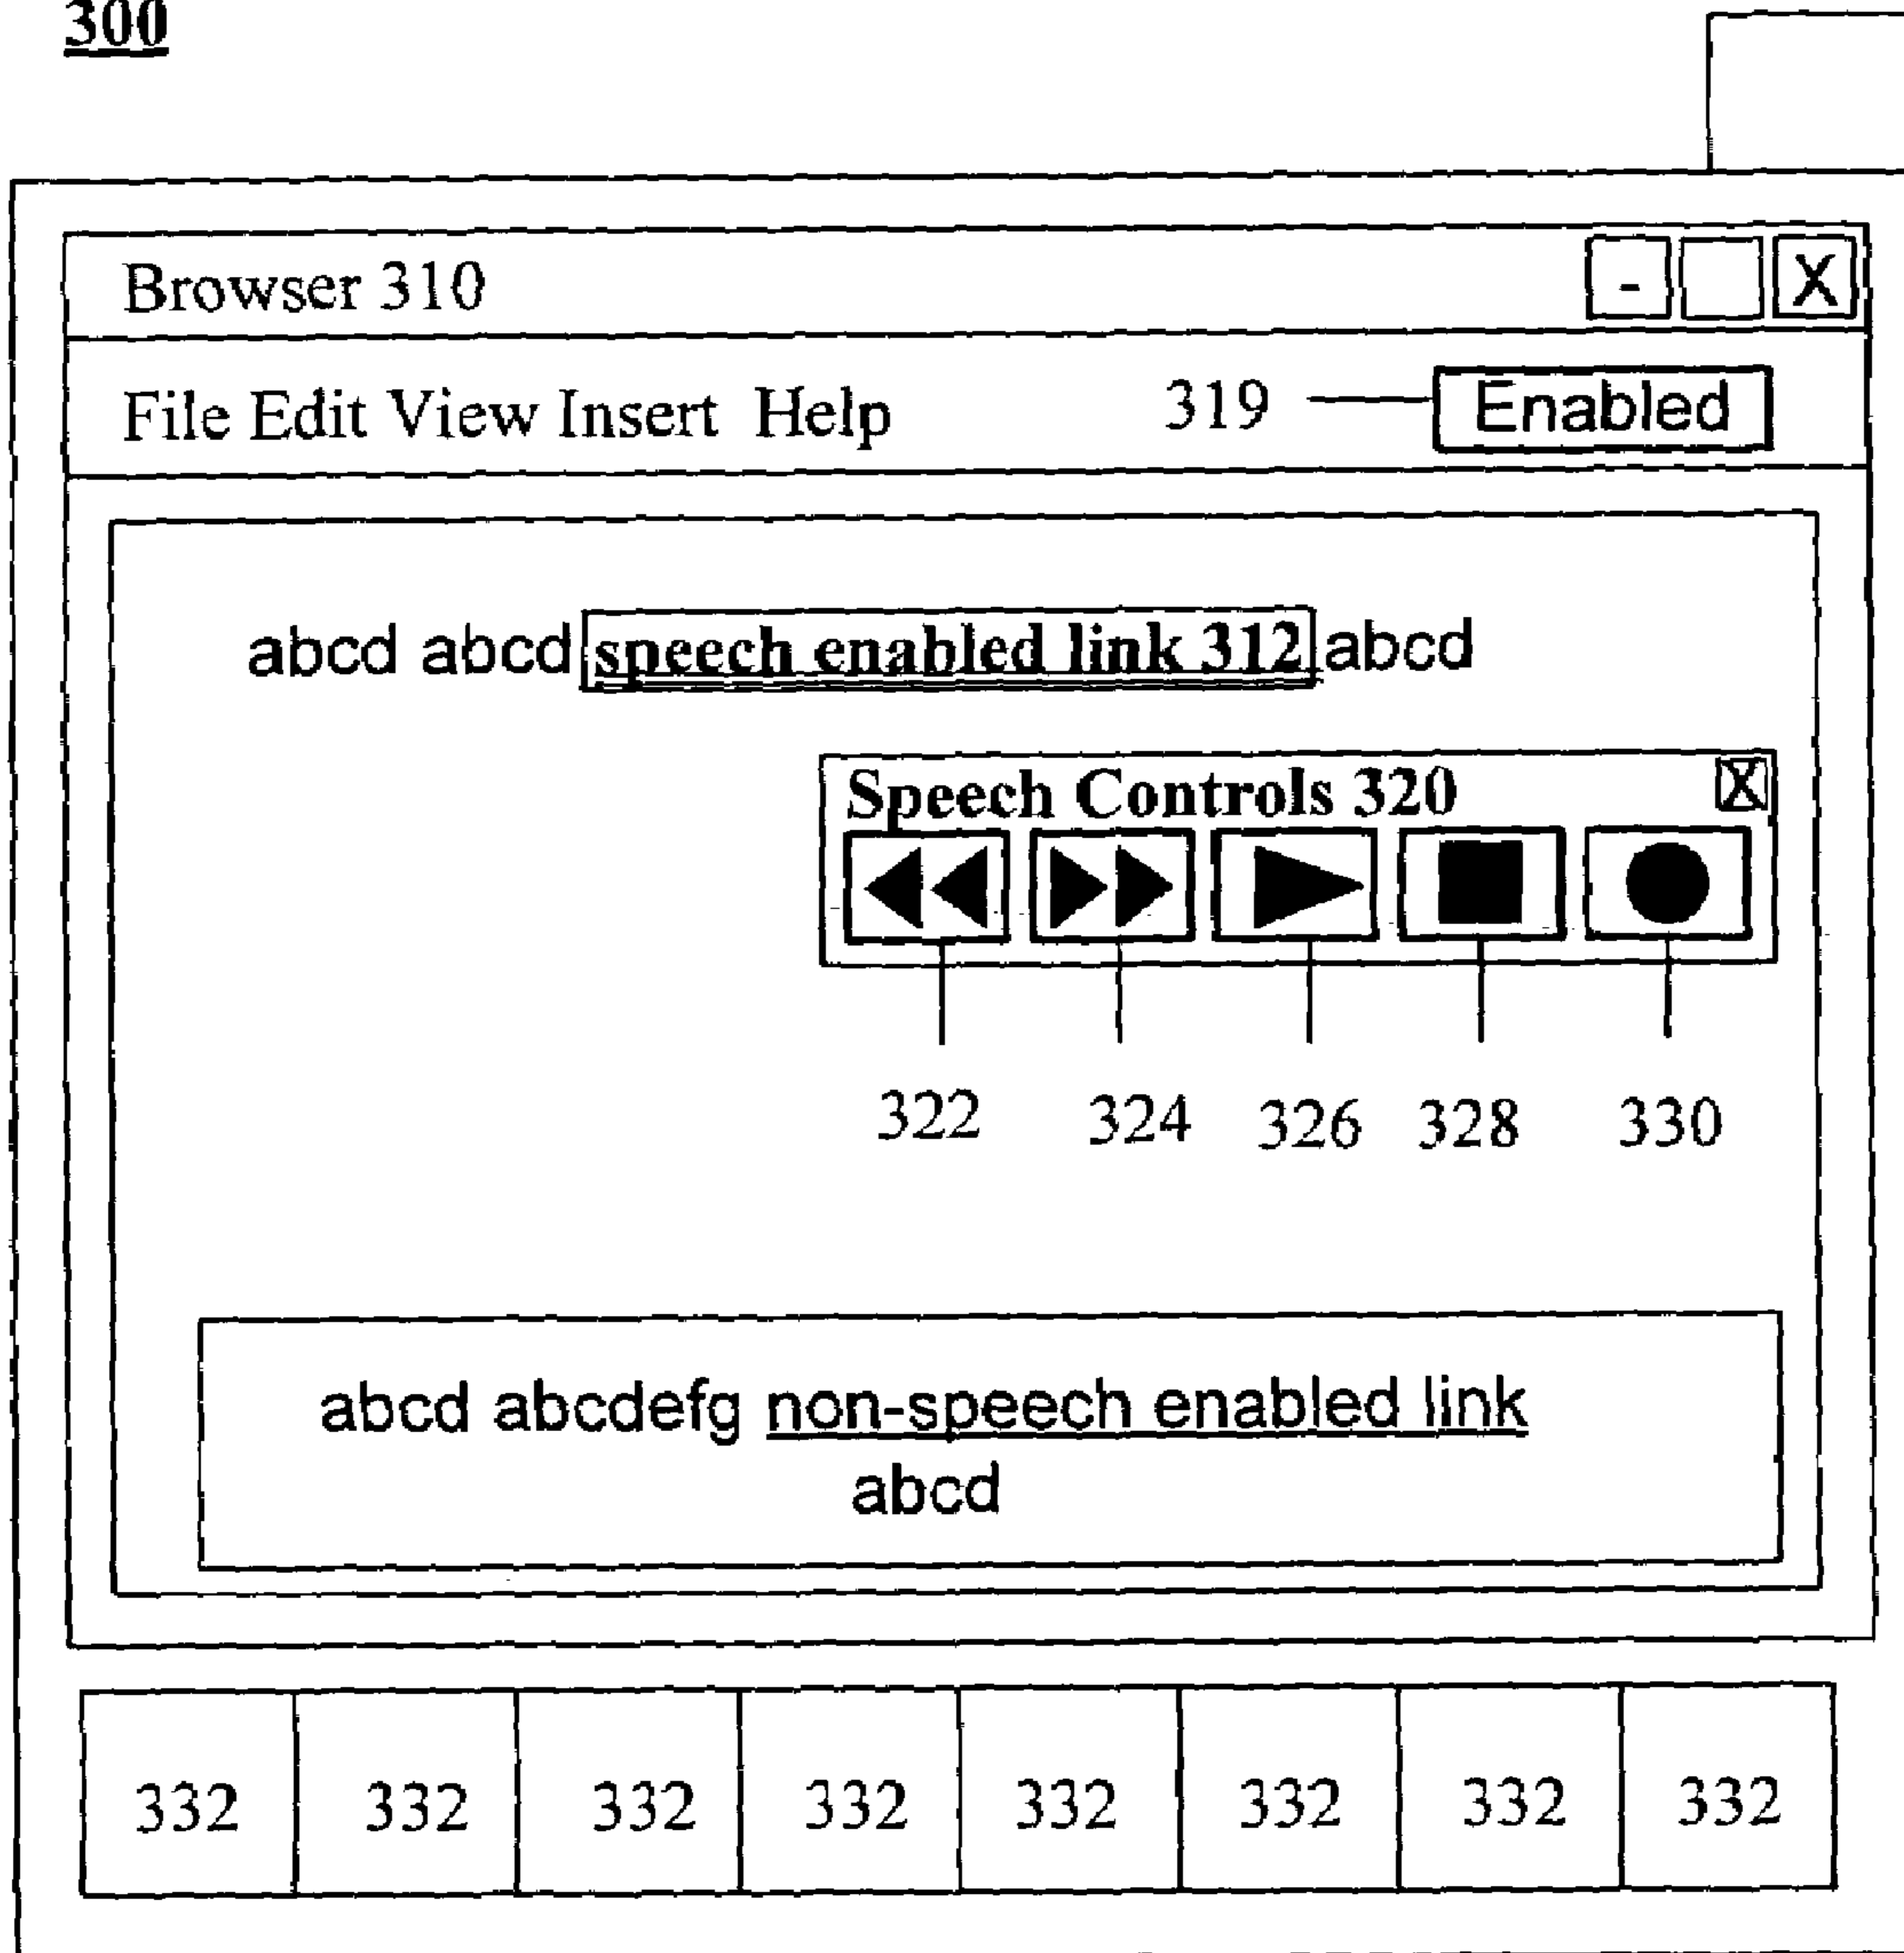 300
Browser 310 - X
File Edit View Insert Help 319 Enabled
abcd abcd speech enabled link 312 abcd
Speech Controls 320 X
322 324 326 328 330
abcd abcdefg non-speech enabled link
abcd
332 332 332 332 332 332 332 332